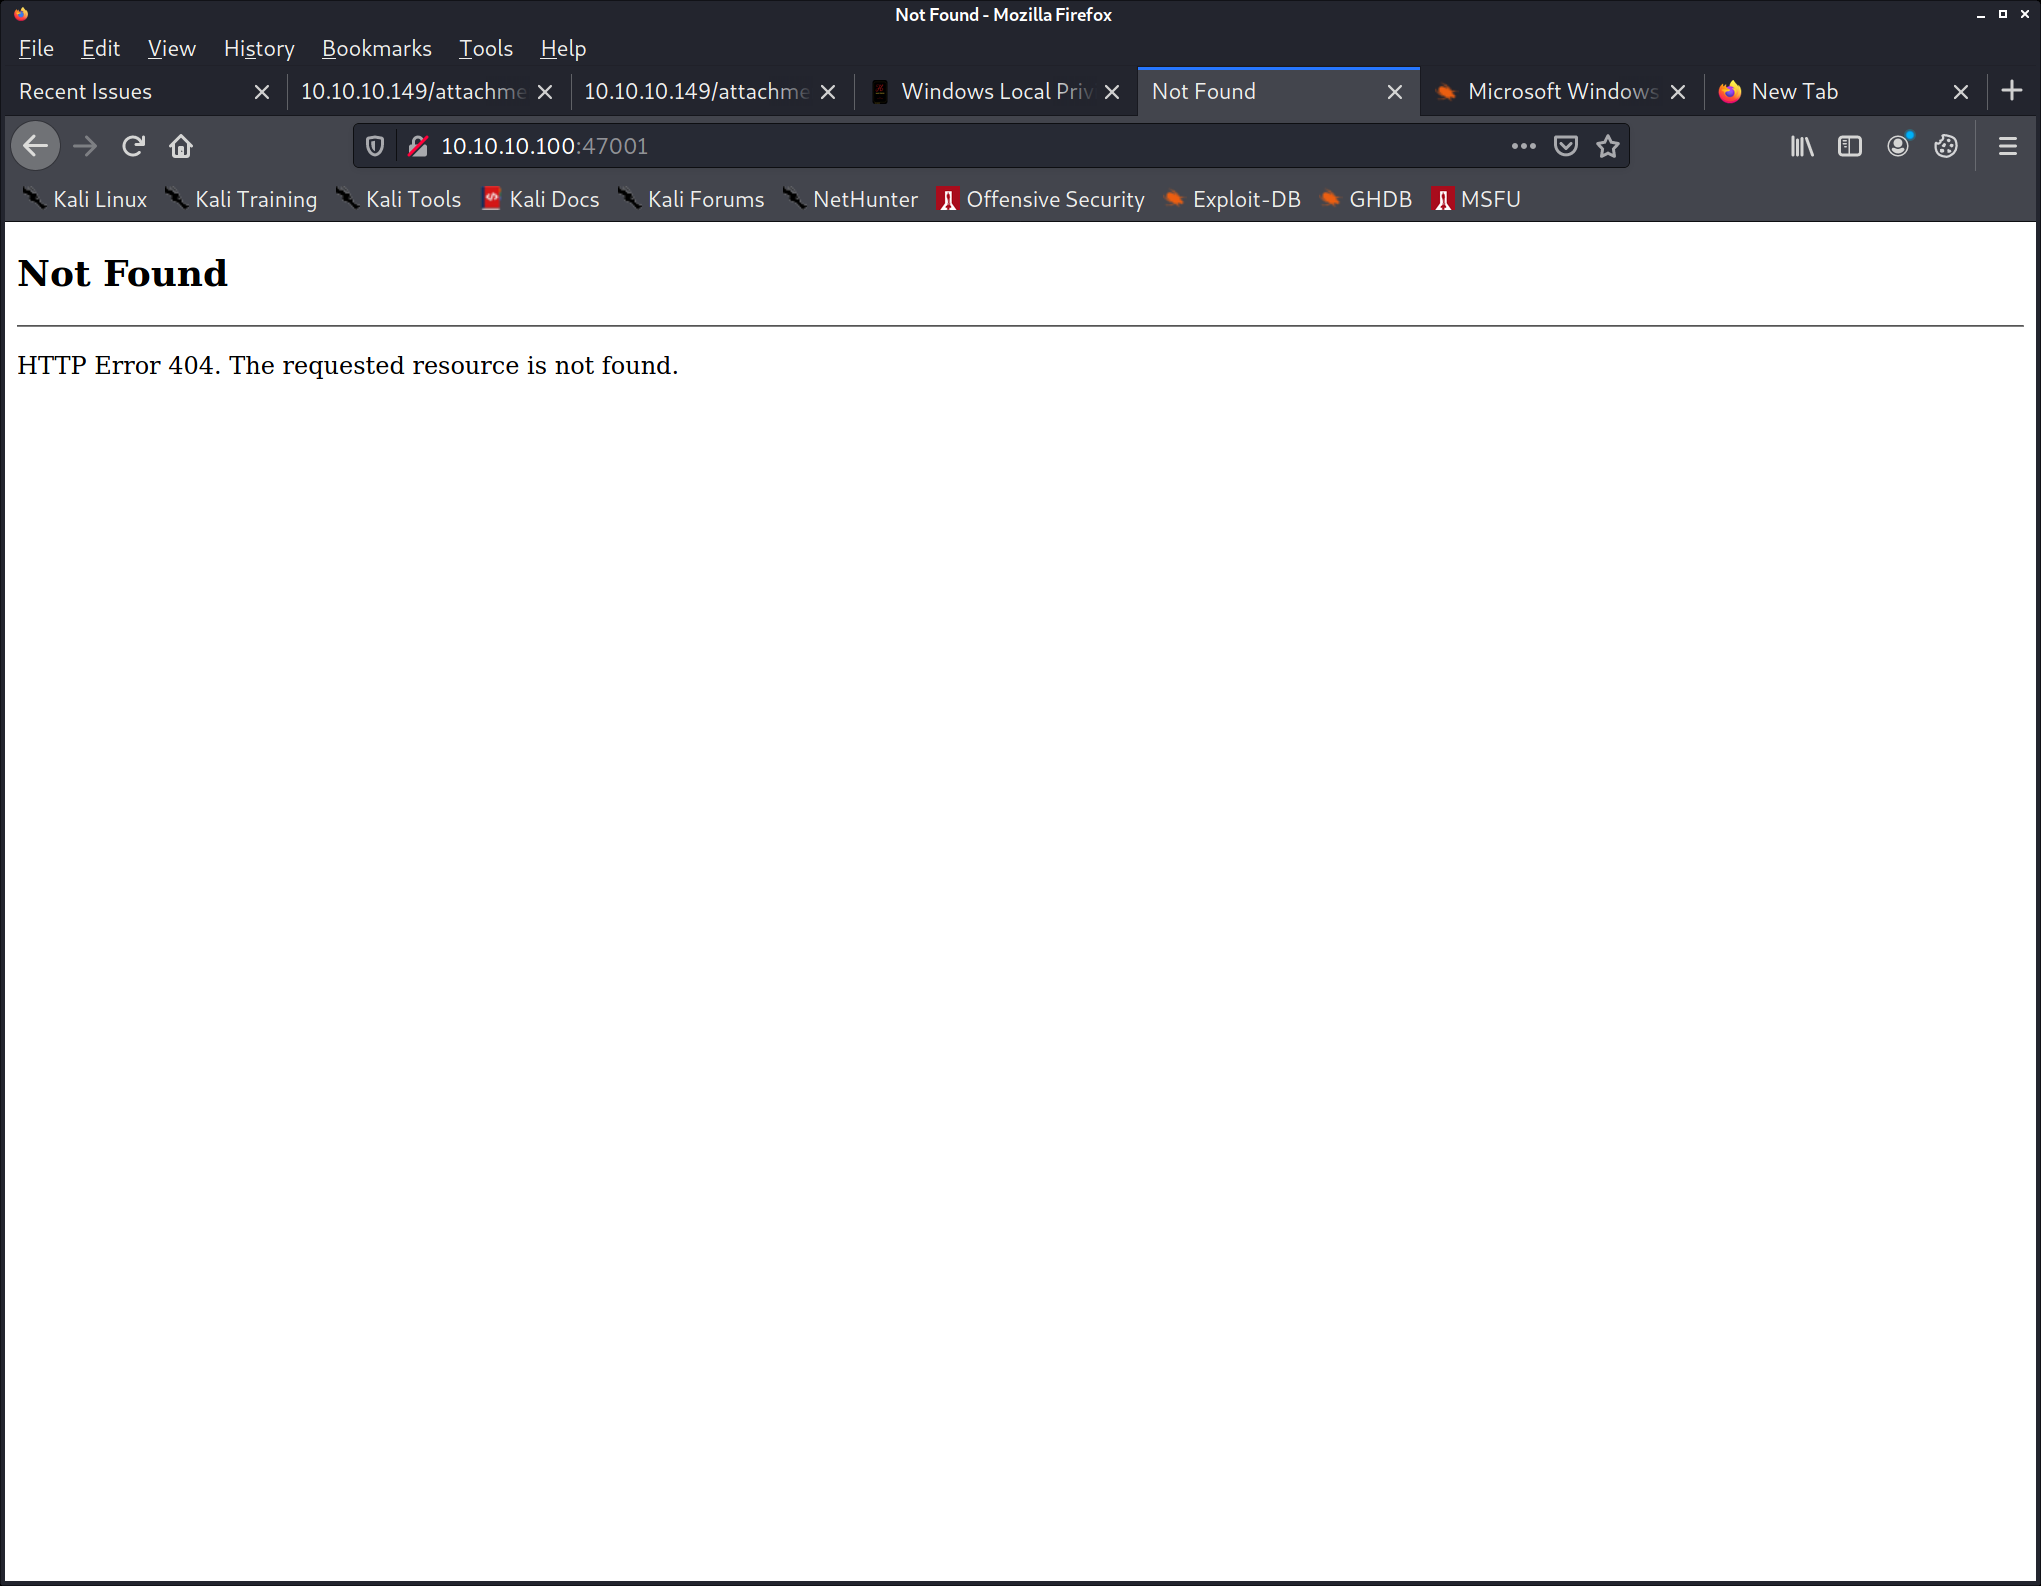 Not Found - Mozilla Firefox
File Edit View History Bookmarks Tools Help
Recent Issues 10.10.10.149/attachme 10.10.10.149/attachme Windows Local Priv Not Found Microsoft Windows New Tab
10.10.10.100:47001
Kali Linux Kali Training Kali Tools Kali Docs Kali Forums NetHunter Offensive Security Exploit-DB GHDB MSFU
Not Found
HTTP Error 404. The requested resource is not found.